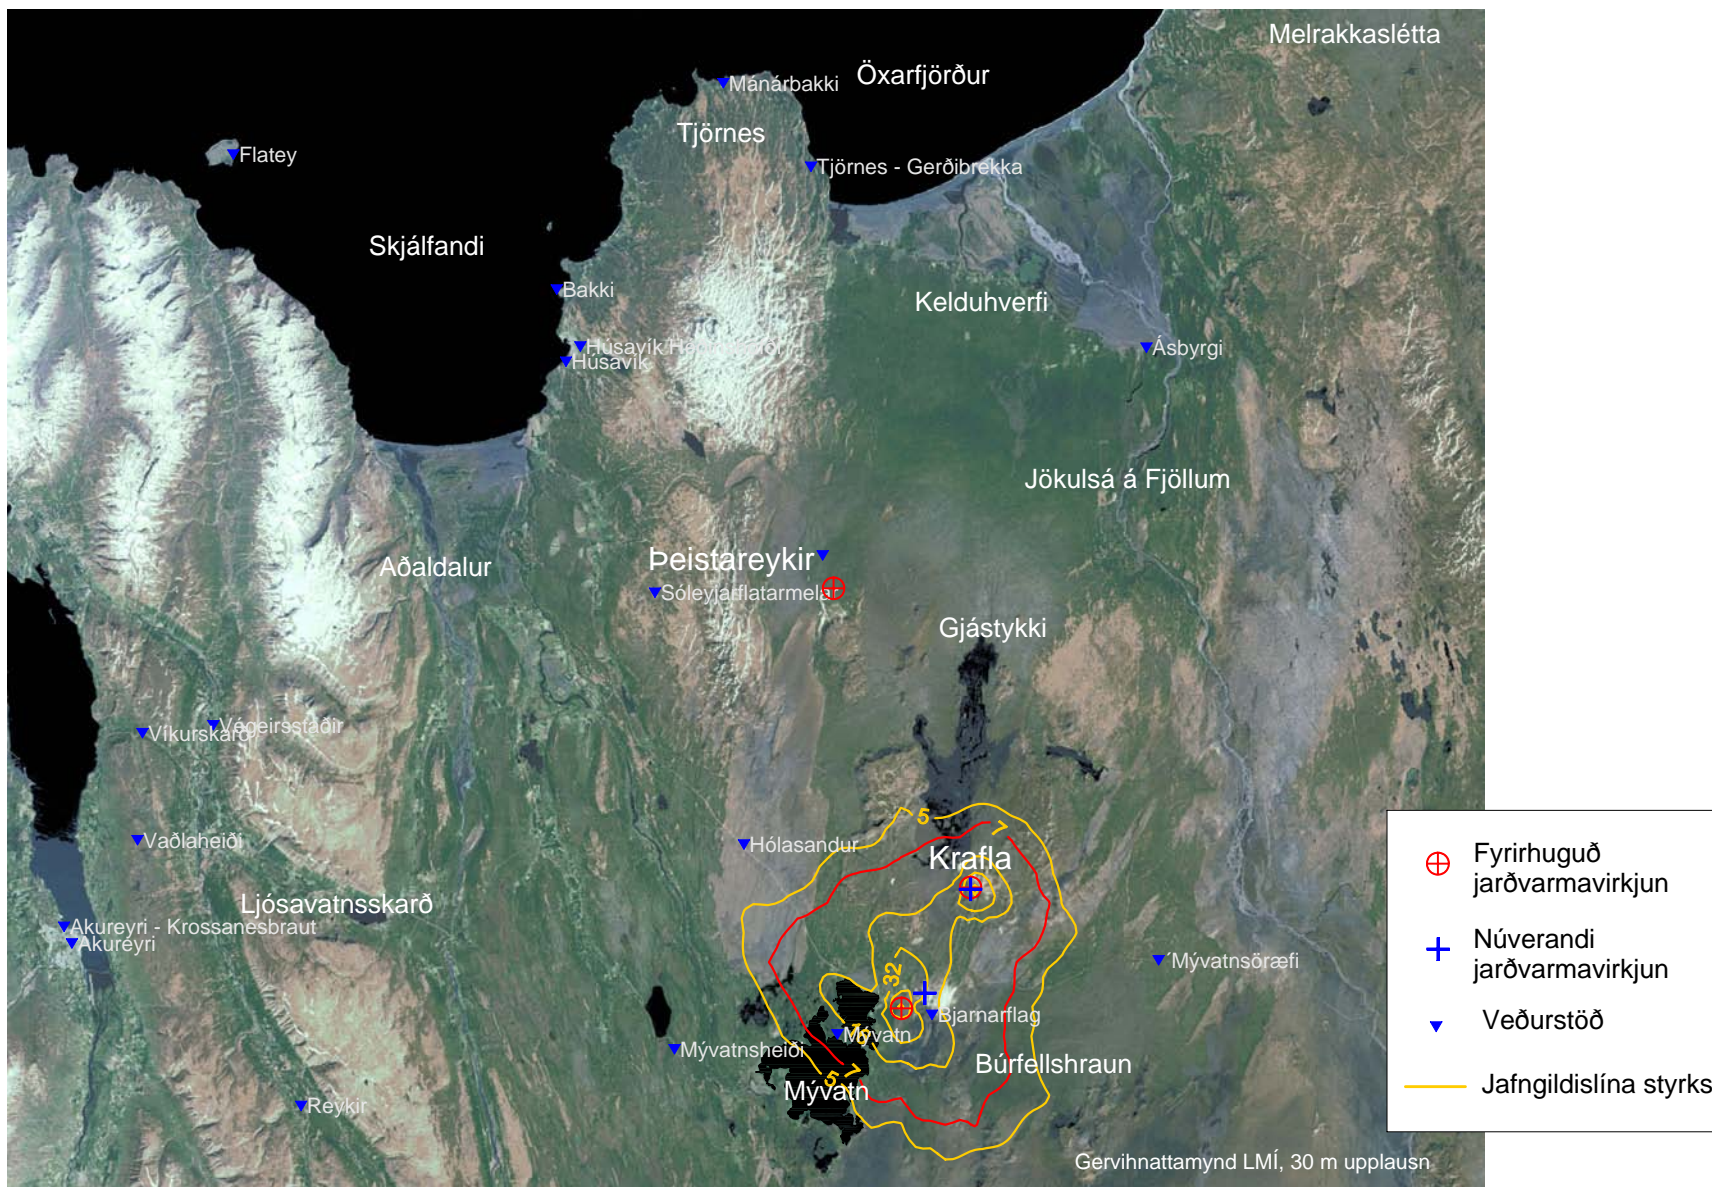 Melrakkaslétta
Öxarfjörður
Mánárbakki
Tjörnes
Flatey
Tjörnes - Gerðibrekka
Skjálfandi
Bakki
Kelduhverfi
Húsavík
Ásbyrgi
Húsavík
Jökulsá á Fjöllum
Þeistareykir
Aðaldalur
Sóleyjarflatarmelar
Gjástykki
Végeirsstaðir
Víkurskarð
5
7
Vaðlaheiði
Hólasandur
Krafla
Ljósavatnsskarð
Akureyri - Krossanesbraut
Akureyri
Mývatnsöræfi
32
Bjarnarflag
Mývatn
Mývatnsheiði
Búrfellshraun
5
7
Mývatn
Reykir
Gervihnattamynd LMÍ, 30 m upplausn
Fyrirhuguð
jarðvarmavirkjun
Núverandi
jarðvarmavirkjun
Veðurstöð
Jafngildislína styrks